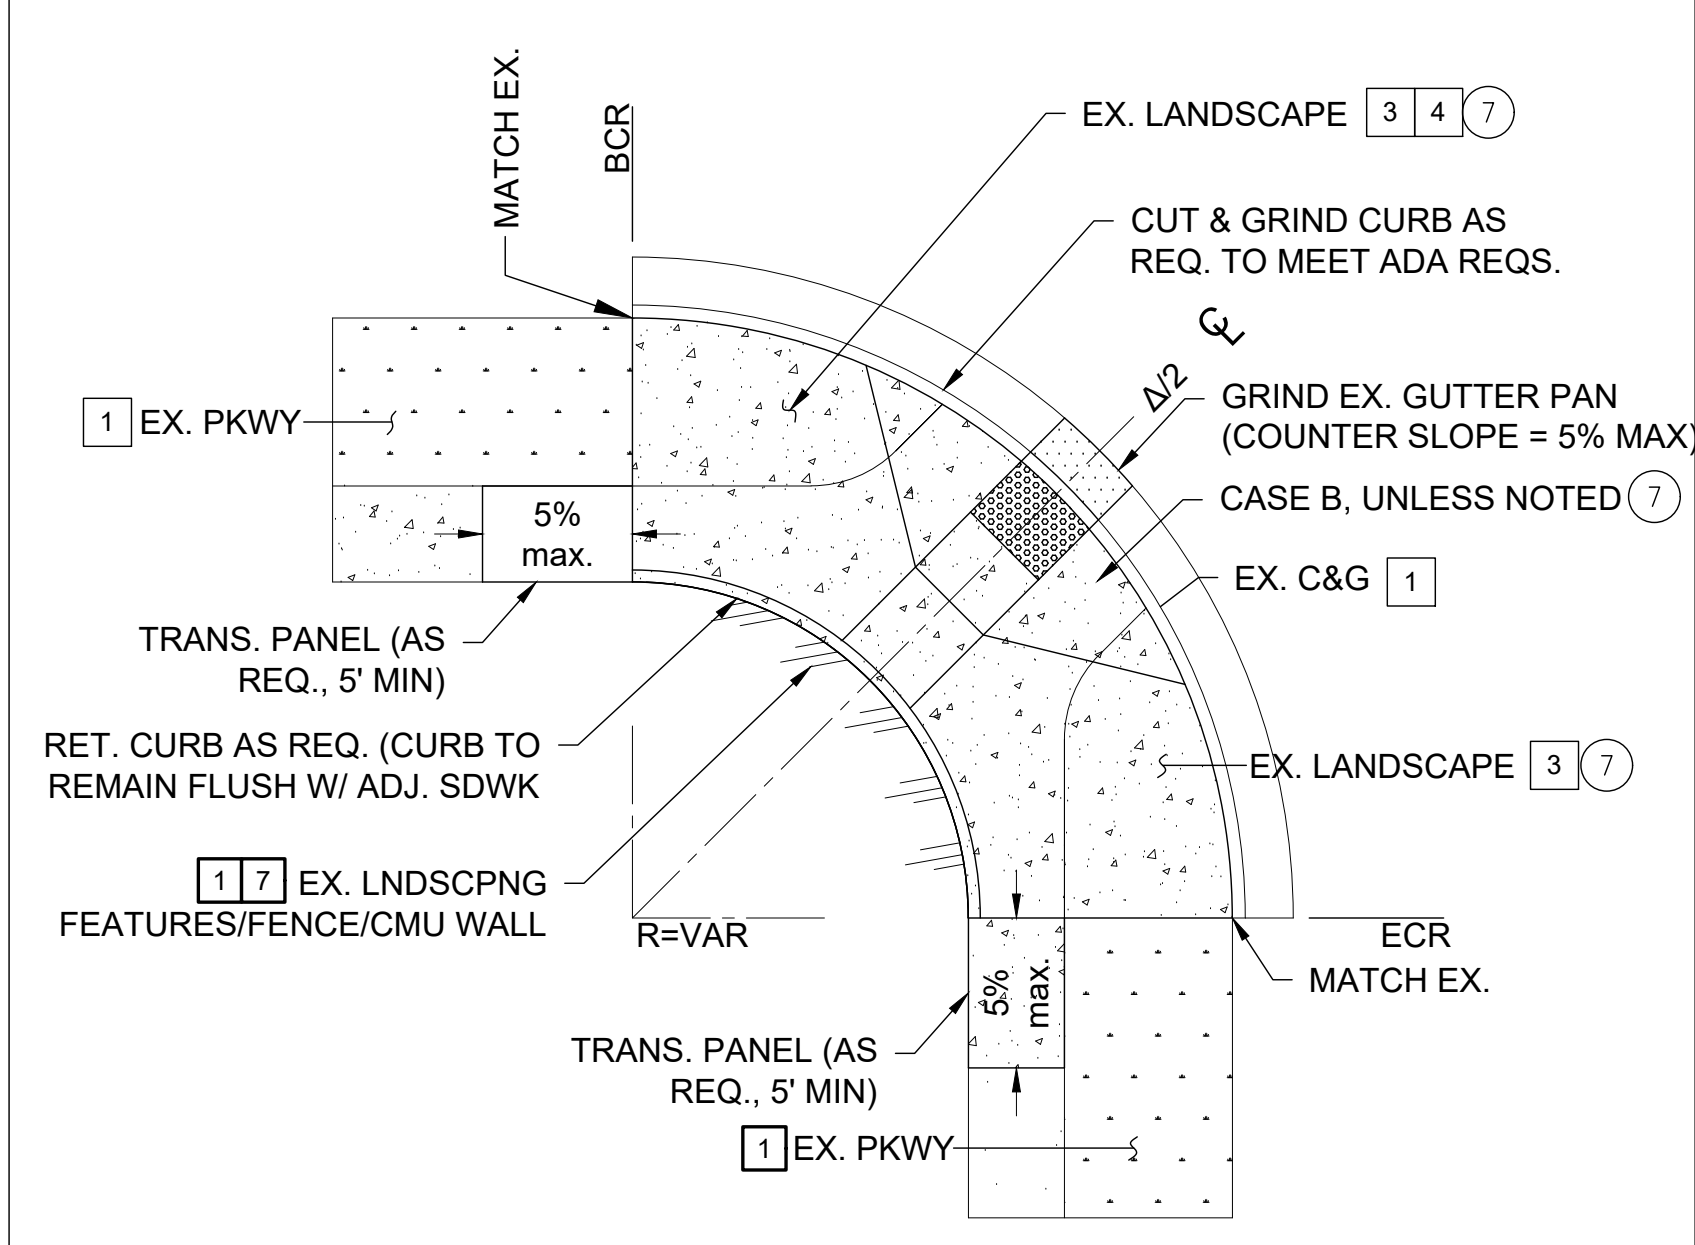 MATCH EX.
BCR
EX. LANDSCAPE 3 4 7
CUT & GRIND CURB AS
REQ. TO MEET ADA REQS.
℄
Δ/2
GRIND EX. GUTTER PAN
(COUNTER SLOPE = 5% MAX)
1 EX. PKWY
CASE B, UNLESS NOTED 7
5%
max.
EX. C&G 1
TRANS. PANEL (AS
REQ., 5' MIN)
RET. CURB AS REQ. (CURB TO
REMAIN FLUSH W/ ADJ. SDWK
EX. LANDSCAPE 3 7
1 7 EX. LNDSCPNG
FEATURES/FENCE/CMU WALL
R=VAR
ECR
MATCH EX.
5%
max.
TRANS. PANEL (AS
REQ., 5' MIN)
1 EX. PKWY